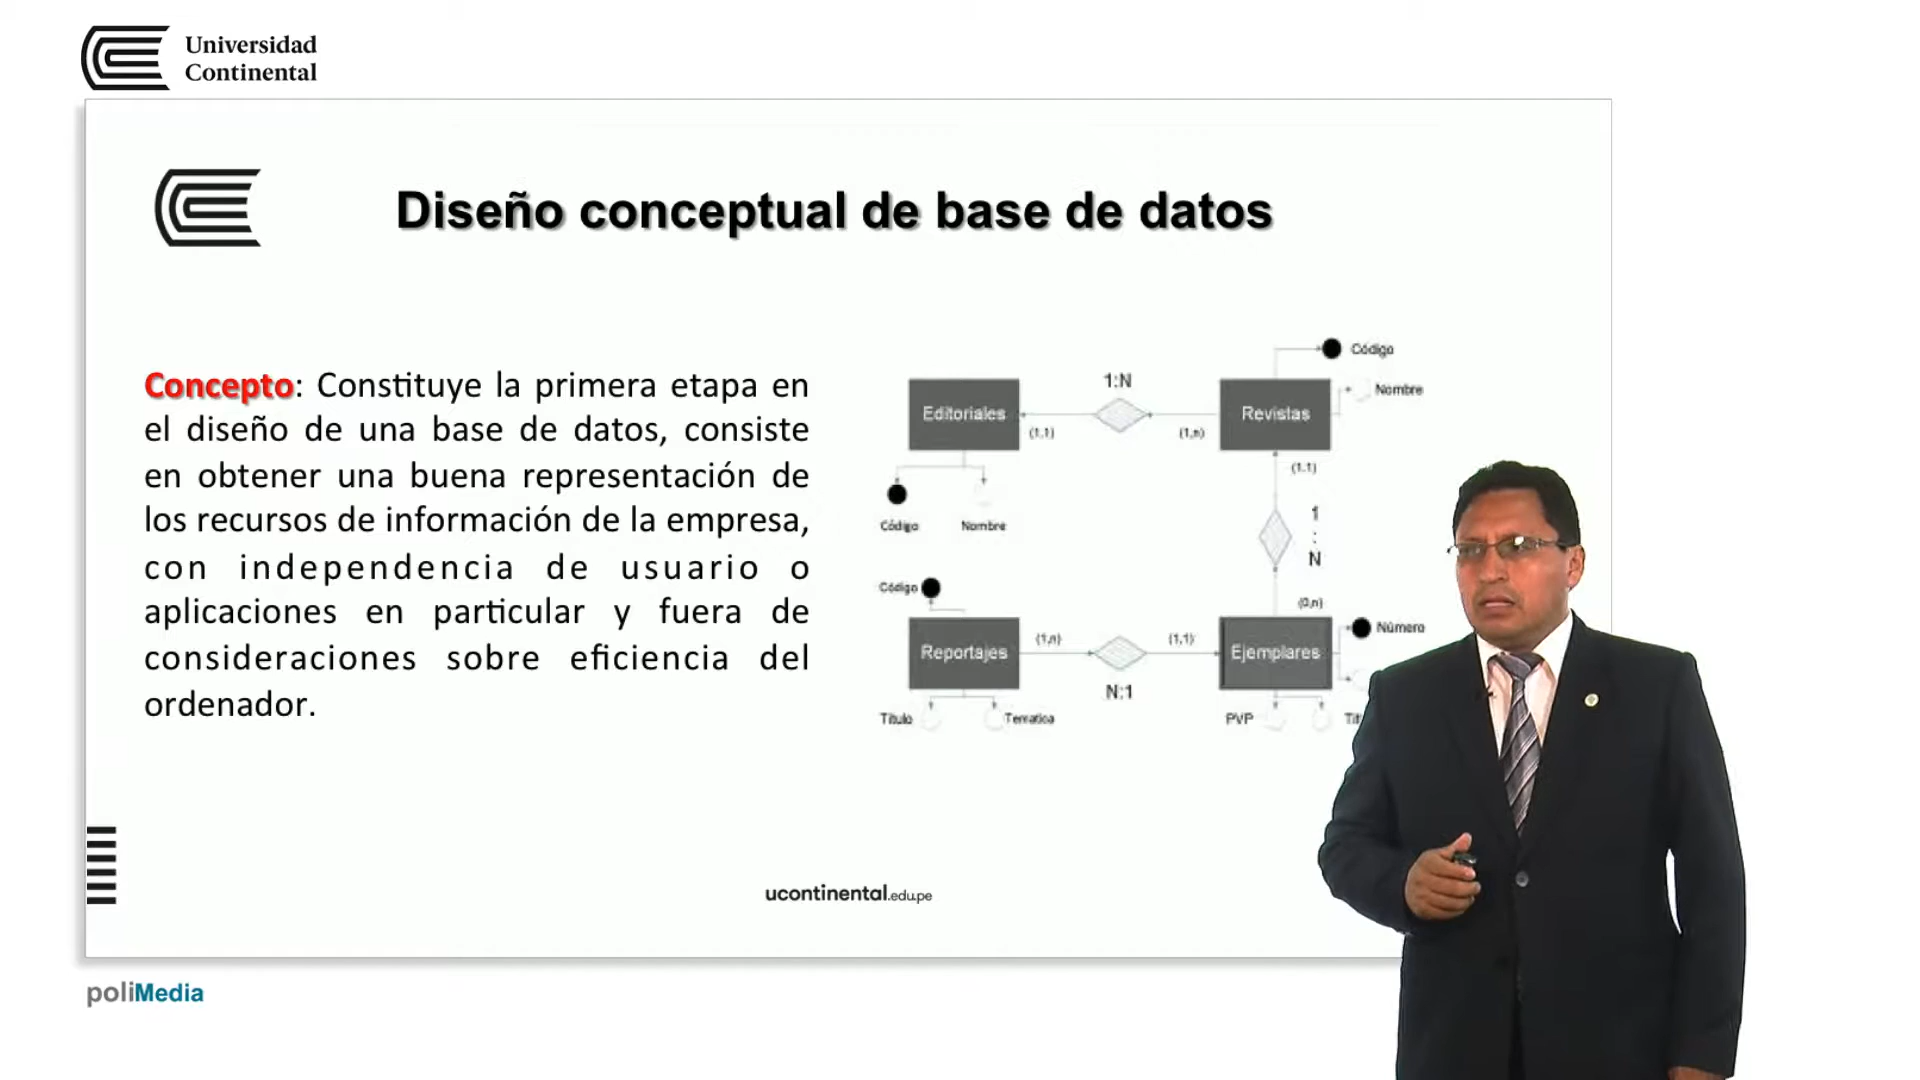 Universidad
Continental
Diseño conceptual de base de datos
Concepto: Constituye la primera etapa en
el diseño de una base de datos, consiste
en obtener una buena representación de
los recursos de información de la empresa,
con independencia de usuario o
aplicaciones en particular y fuera de
consideraciones sobre eficiencia del
ordenador.
Código
Nombre
Editoriales
1:N
Revistas
(1,1)
(1,n)
(1,1)
Código
Nombre
1
:
N
Código
(0,n)
Número
Reportajes
(1,n)
(1,1)
Ejemplares
N:1
Título
Tematica
PVP
ucontinental.edu.pe
poliMedia